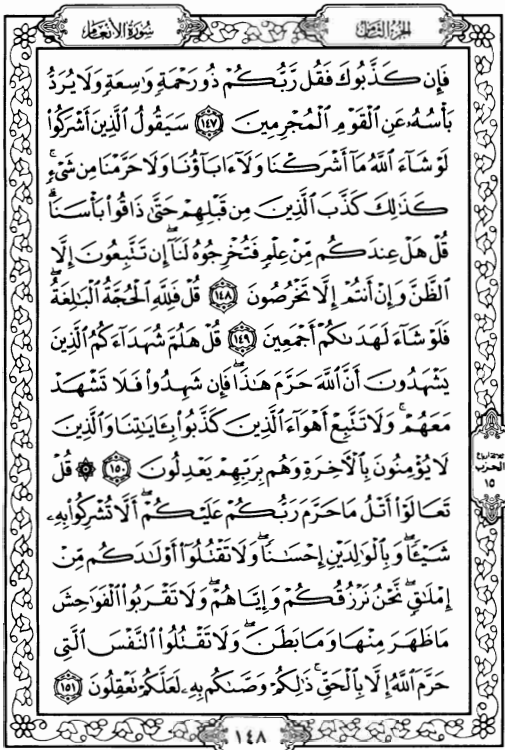 الجزء الثامن
سورة الأنعام
فَإِن كَذَّبُوكَ فَقُل رَّبُّكُمْ ذُو رَحْمَةٍ وَٰسِعَةٍ وَلَا يُرَدُّ
بَأْسُهُۥ عَنِ ٱلْقَوْمِ ٱلْمُجْرِمِينَ ١٤٧ سَيَقُولُ ٱلَّذِينَ أَشْرَكُوا۟
لَوْ شَآءَ ٱللَّهُ مَآ أَشْرَكْنَا وَلَآ ءَابَآؤُنَا وَلَا حَرَّمْنَا مِن شَىْءٍۚ
كَذَٰلِكَ كَذَّبَ ٱلَّذِينَ مِن قَبْلِهِمْ حَتَّىٰ ذَاقُوا۟ بَأْسَنَاۗ
قُلْ هَلْ عِندَكُم مِّنْ عِلْمٍ فَتُخْرِجُوهُ لَنَآۖ إِن تَتَّبِعُونَ إِلَّا
ٱلظَّنَّ وَإِنْ أَنتُمْ إِلَّا تَخْرُصُونَ ١٤٨ قُلْ فَلِلَّهِ ٱلْحُجَّةُ ٱلْبَٰلِغَةُۖ
فَلَوْ شَآءَ لَهَدَىٰكُمْ أَجْمَعِينَ ١٤٩ قُلْ هَلُمَّ شُهَدَآءَكُمُ ٱلَّذِينَ
يَشْهَدُونَ أَنَّ ٱللَّهَ حَرَّمَ هَٰذَاۖ فَإِن شَهِدُوا۟ فَلَا تَشْهَدْ
مَعَهُمْۚ وَلَا تَتَّبِعْ أَهْوَآءَ ٱلَّذِينَ كَذَّبُوا۟ بِـَٔايَٰتِنَا وَٱلَّذِينَ
لَا يُؤْمِنُونَ بِٱلْـَٔاخِرَةِ وَهُم بِرَبِّهِمْ يَعْدِلُونَ ١٥٠ ۞ قُلْ
تَعَالَوْا۟ أَتْلُ مَا حَرَّمَ رَبُّكُمْ عَلَيْكُمْۖ أَلَّا تُشْرِكُوا۟ بِهِۦ
شَيْـًٔاۖ وَبِٱلْوَٰلِدَيْنِ إِحْسَٰنًاۖ وَلَا تَقْتُلُوٓا۟ أَوْلَٰدَكُم مِّنْ
إِمْلَٰقٍۖ نَّحْنُ نَرْزُقُكُمْ وَإِيَّاهُمْۖ وَلَا تَقْرَبُوا۟ ٱلْفَوَٰحِشَ
مَا ظَهَرَ مِنْهَا وَمَا بَطَنَۖ وَلَا تَقْتُلُوا۟ ٱلنَّفْسَ ٱلَّتِى
حَرَّمَ ٱللَّهُ إِلَّا بِٱلْحَقِّۚ ذَٰلِكُمْ وَصَّىٰكُم بِهِۦ لَعَلَّكُمْ تَعْقِلُونَ ١٥١
الحزب
١٥
١٤٨